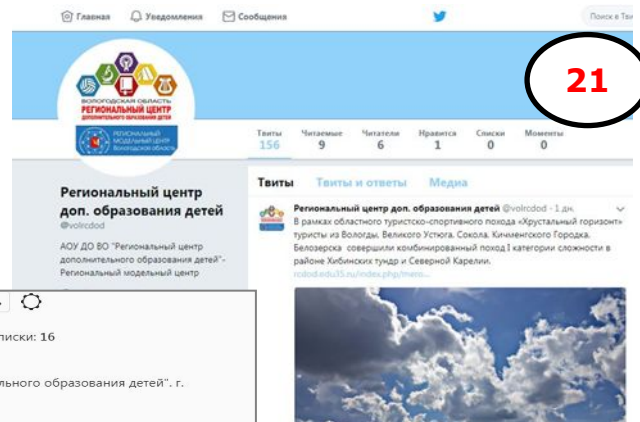 Главная Уведомления Сообщения
21
ВОЛОГОДСКАЯ ОБЛАСТЬ
РЕГИОНАЛЬНЫЙ ЦЕНТР
ДОПОЛНИТЕЛЬНОГО ОБРАЗОВАНИЯ ДЕТЕЙ
РЕГИОНАЛЬНЫЙ
МОДЕЛЬНЫЙ ЦЕНТР
Вологодская область
Твиты Читаемые Читатели Нравится Списки Моменты
156 9 6 1 0 0
Региональный центр
доп. образования детей
@volrcdod
АОУ ДО ВО "Региональный центр
дополнительного образования детей"-
Региональный модельный центр
Твиты Твиты и ответы Медиа
Региональный центр доп. образования детей @volrcdod - 1 дн.
В рамках областного туристско-спортивного похода «Хрустальный горизонт»
туристы из Вологды, Великого Устюга, Сокола, Кичменгского Городка,
Белозерска совершили комбинированный поход I категории сложности в
районе Хибинских тундр и Северной Карелии.
rcdod.edu35.ru/index.php/mero...
писки: 16
льного образования детей". г.